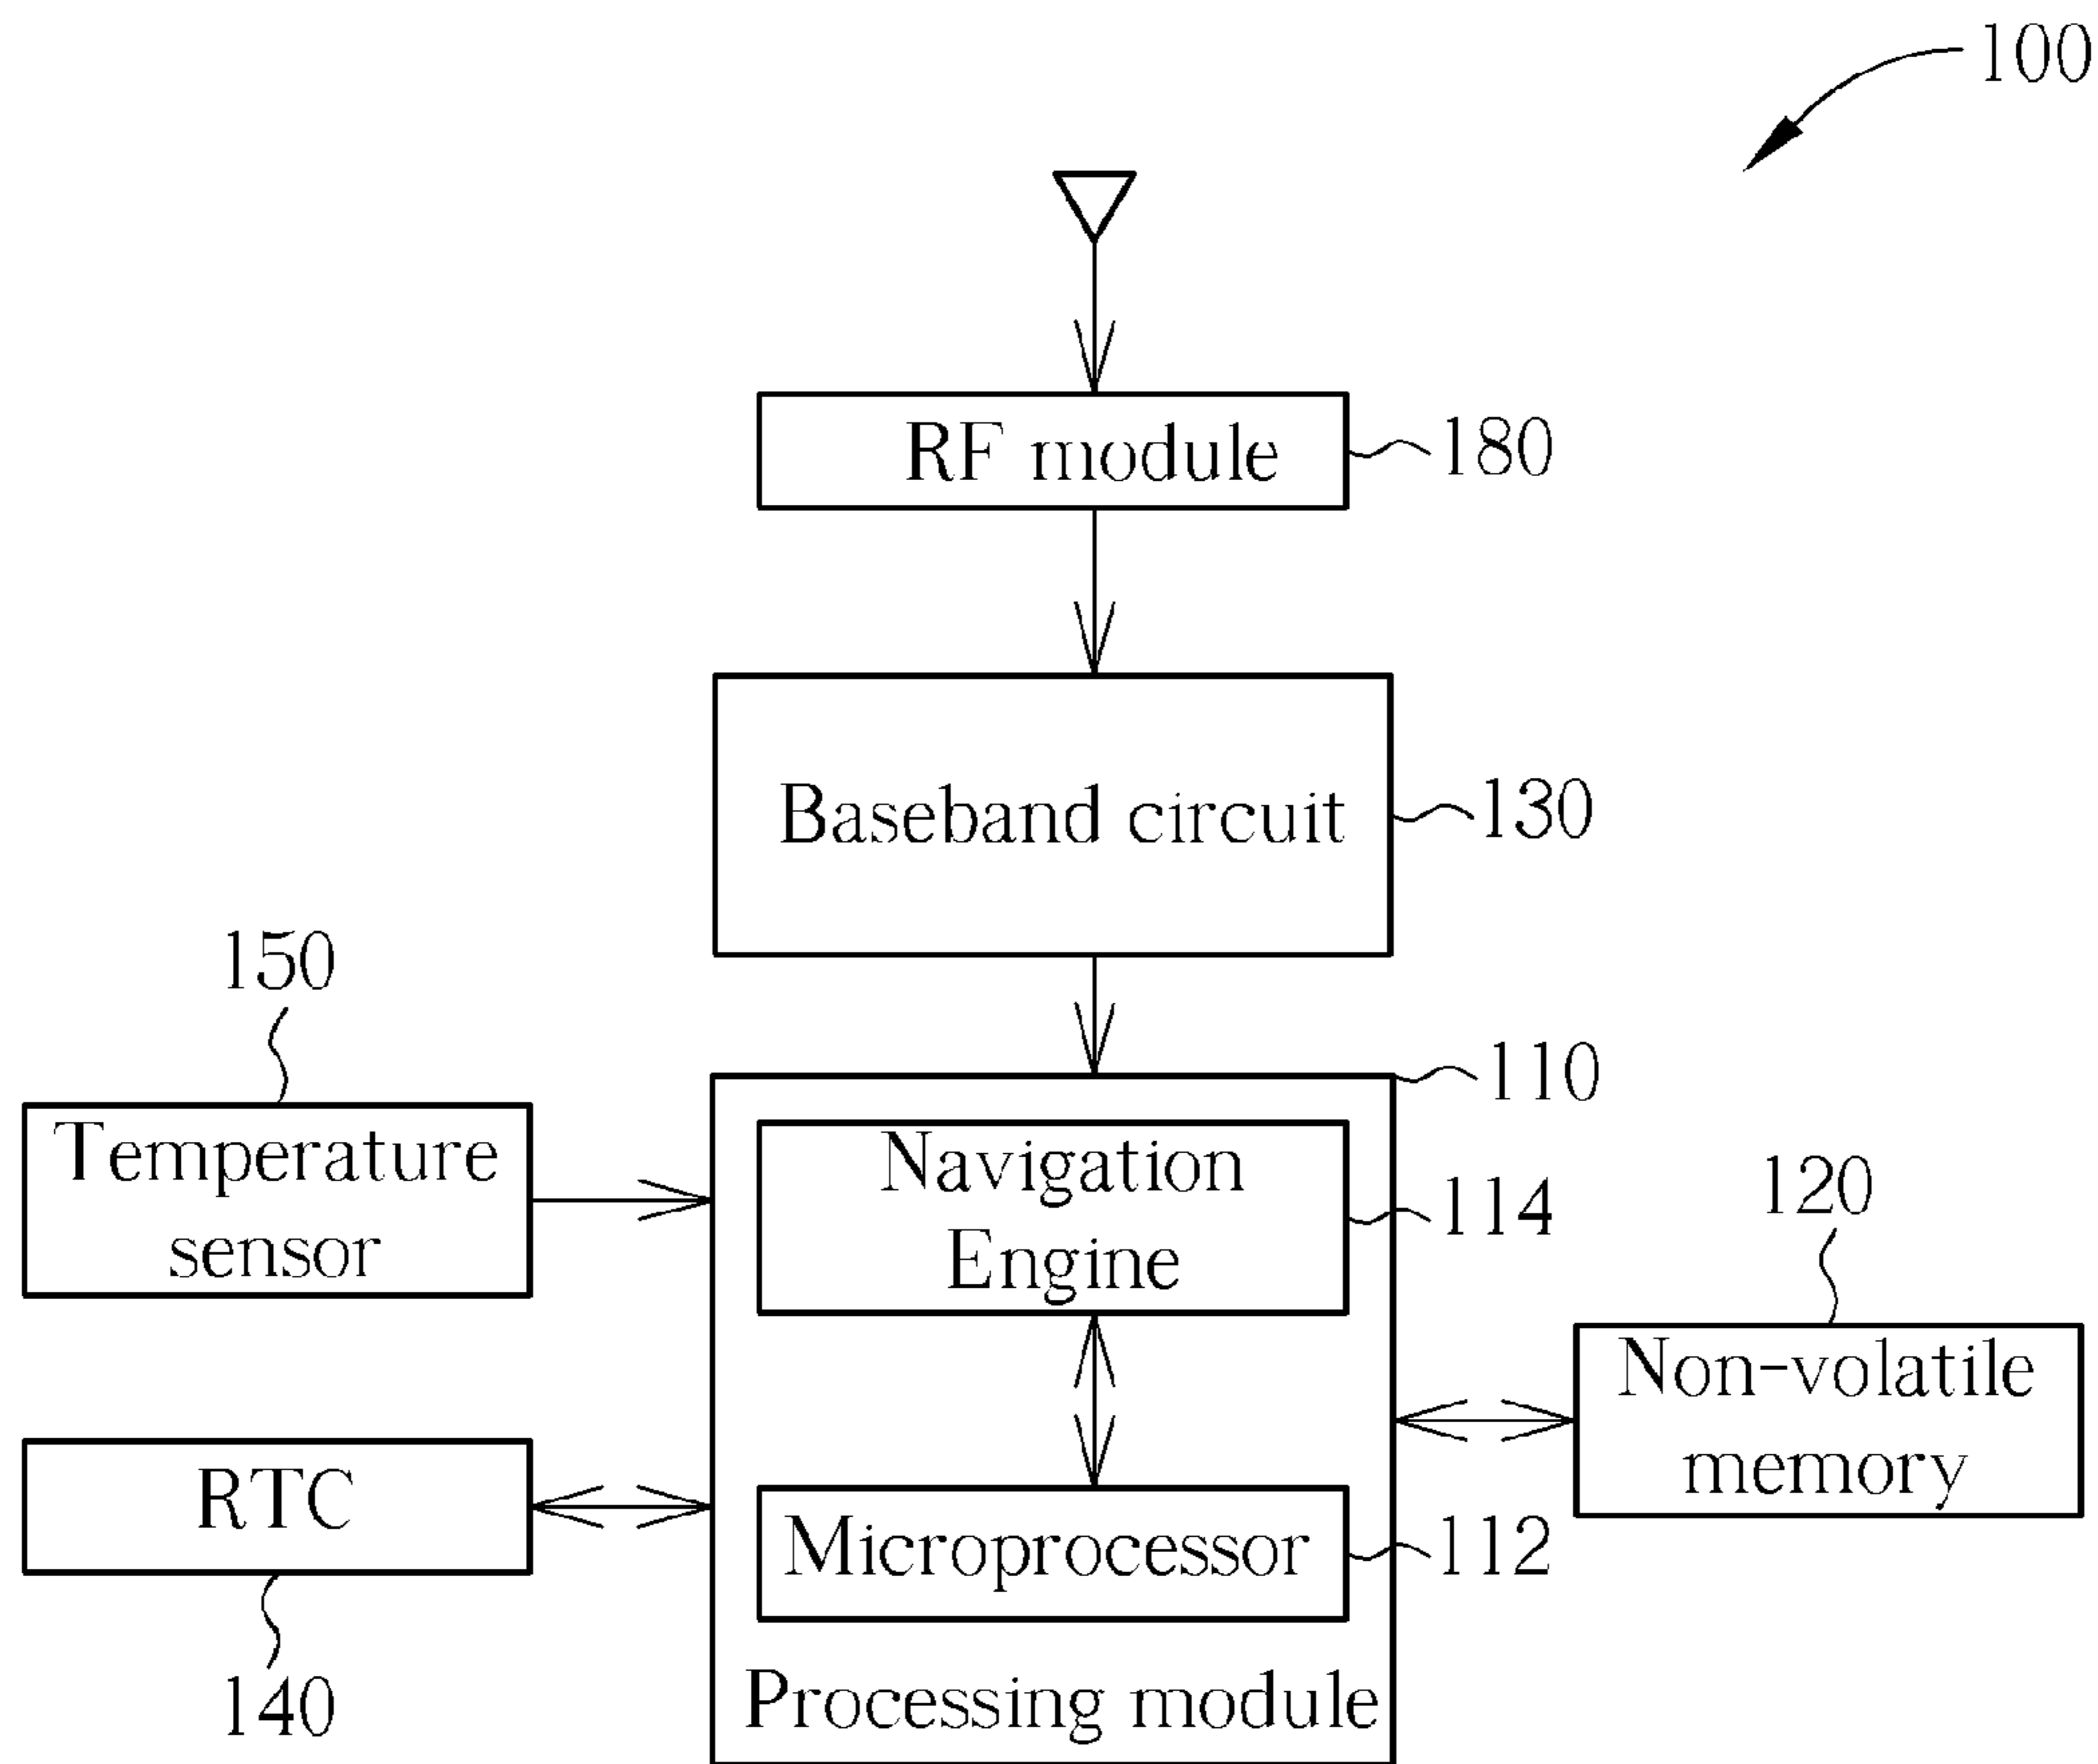 100
RF module
180
Baseband circuit
130
150
110
Temperature
sensor
Navigation
Engine
114
120
Non-volatile
memory
RTC
Microprocessor
112
140
Processing module